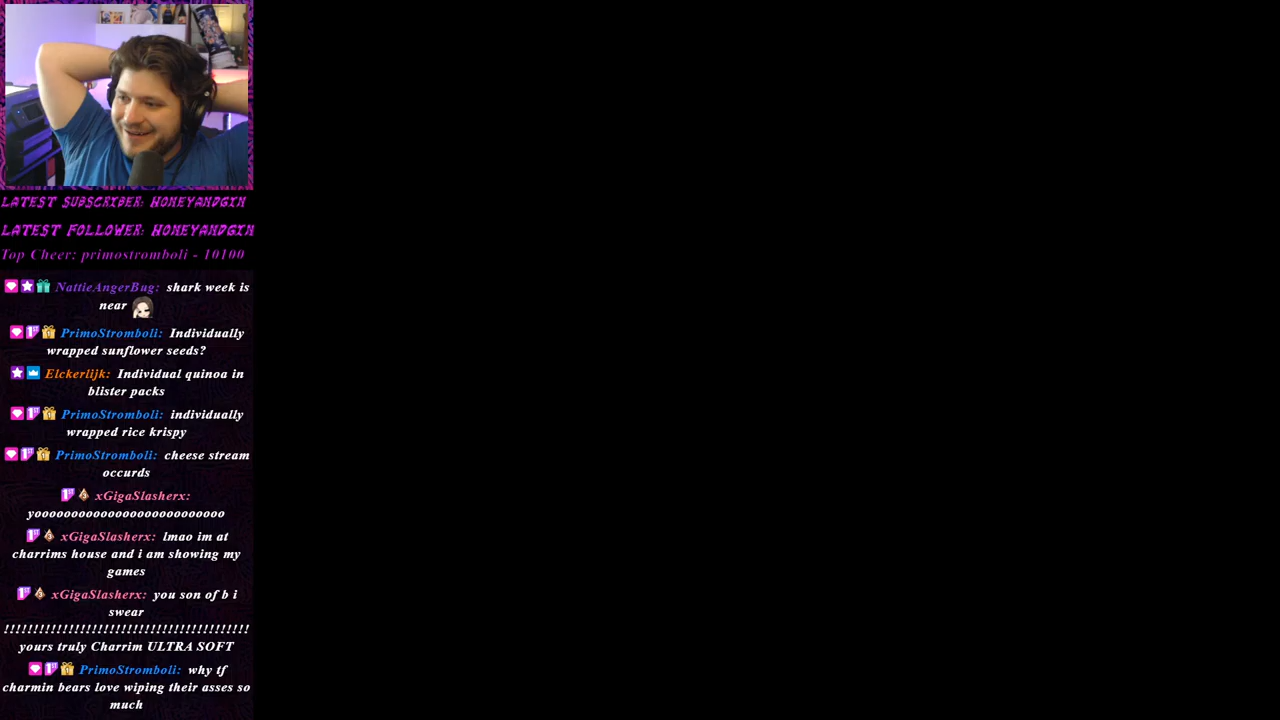 LATEST SUBSCRIBER: HONEYANDGIN
LATEST FOLLOWER: HONEYANDGIN
Top Cheer: primostromboli - 10100
NattieAngerBug: shark week is
near
PrimoStromboli: Individually
wrapped sunflower seeds?
Elckerlijk: Individual quinoa in
blister packs
PrimoStromboli: individually
wrapped rice krispy
PrimoStromboli: cheese stream
occurds
xGigaSlasherx:
yoooooooooooooooooooooooooo
xGigaSlasherx: lmao im at
charrims house and i am showing my
games
xGigaSlasherx: you son of b i
swear
!!!!!!!!!!!!!!!!!!!!!!!!!!!!!!!!!!!!!!!!!!
yours truly Charrim ULTRA SOFT
PrimoStromboli: why tf
charmin bears love wiping their asses so
much